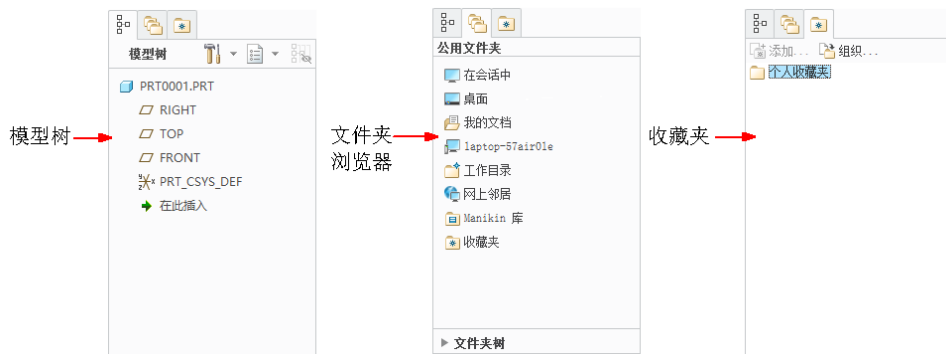 模型树
模型树
PRT0001.PRT
RIGHT
TOP
FRONT
PRT_CSYS_DEF
在此插入
文件夹
浏览器
公用文件夹
在会话中
桌面
我的文档
laptop-57air0le
工作目录
网上邻居
Manikin 库
收藏夹
文件夹树
收藏夹
添加... 组织...
个人收藏夹